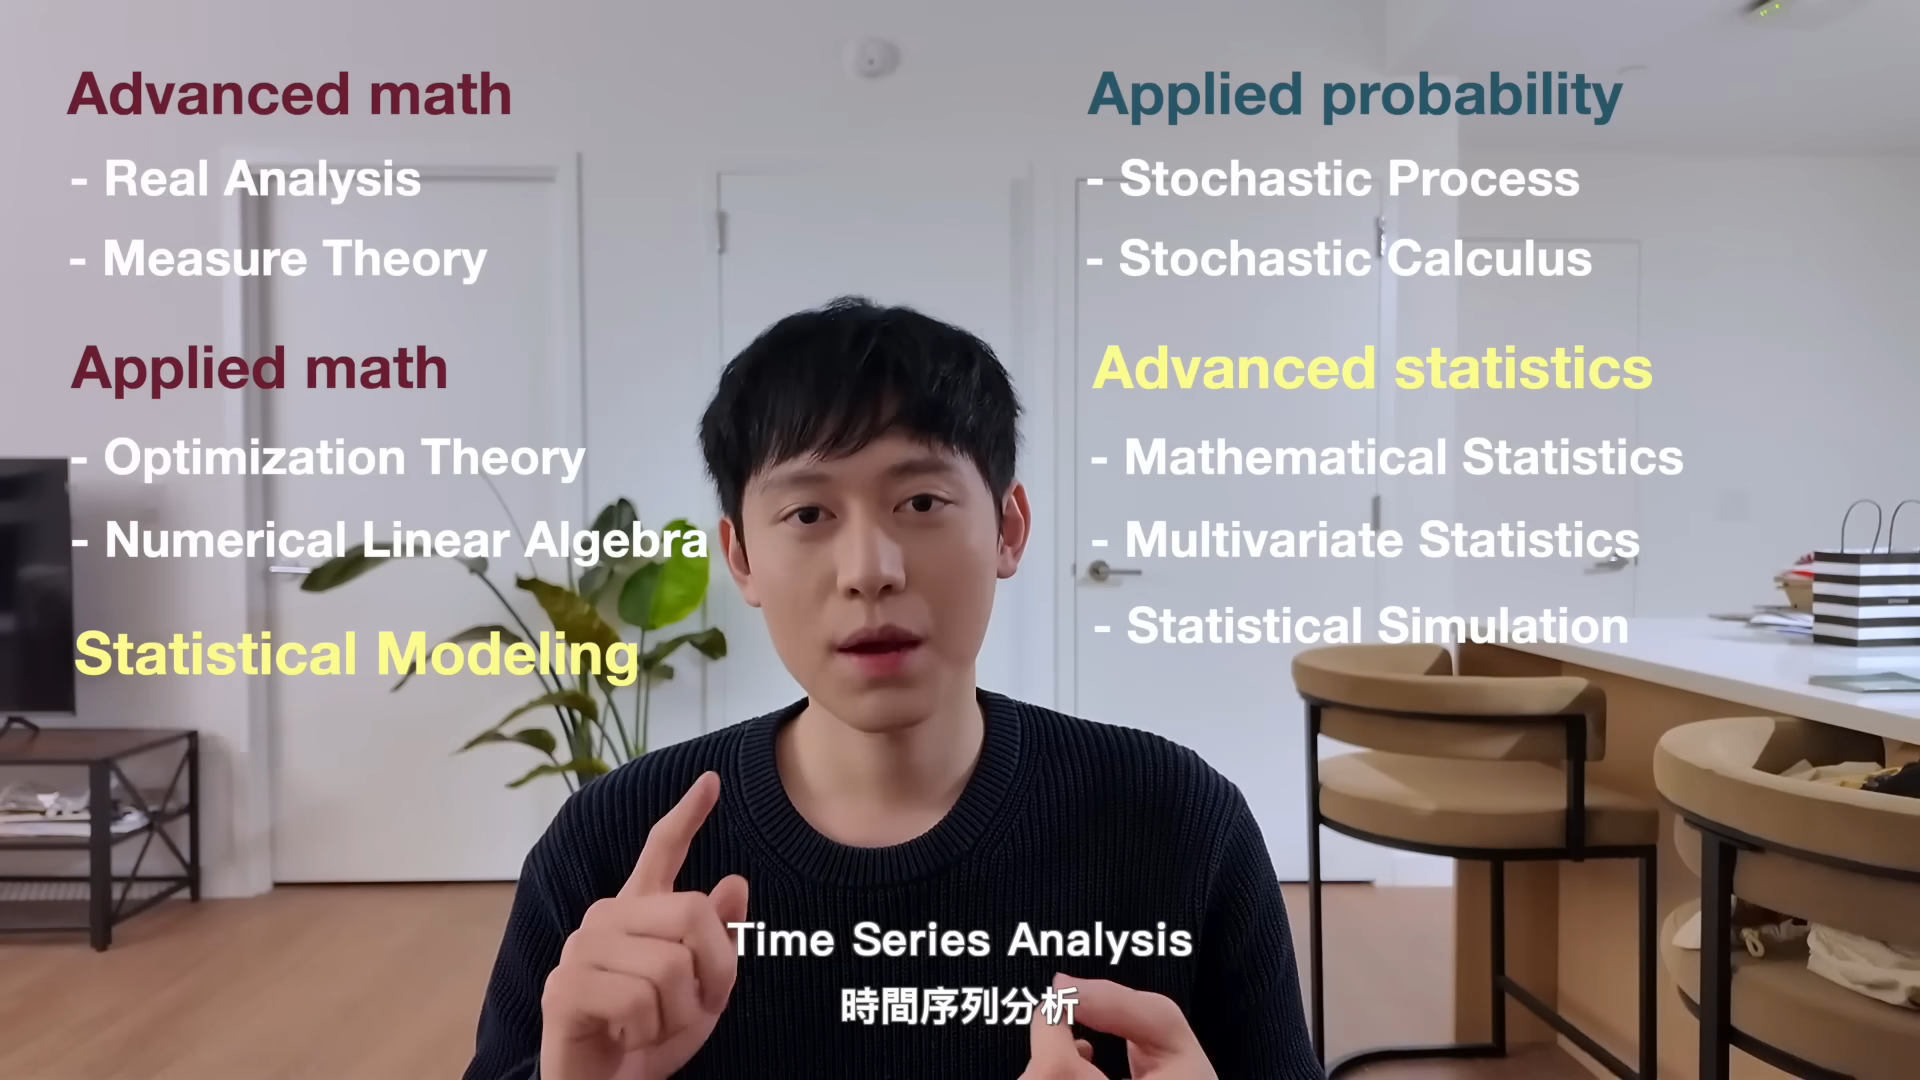 Advanced math
- Real Analysis
- Measure Theory
Applied math
- Optimization Theory
- Numerical Linear Algebra
Statistical Modeling
Applied probability
- Stochastic Process
- Stochastic Calculus
Advanced statistics
- Mathematical Statistics
- Multivariate Statistics
- Statistical Simulation
Time Series Analysis
時間序列分析